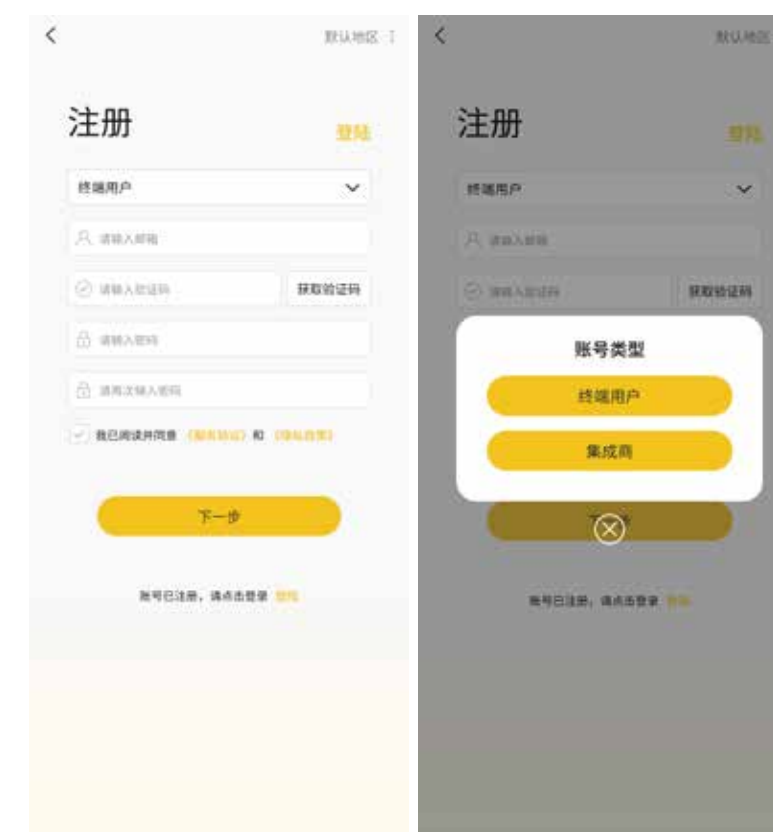 默认地区
注册
登陆
终端用户
请输入邮箱
请输入验证码
获取验证码
请输入密码
请再次输入密码
我已阅读并同意《服务协议》和《隐私政策》
下一步
账号已注册，请点击登录 登陆
默认地区
注册
登陆
终端用户
请输入邮箱
请输入验证码
获取验证码
账号类型
终端用户
集成商
账号已注册，请点击登录 登陆